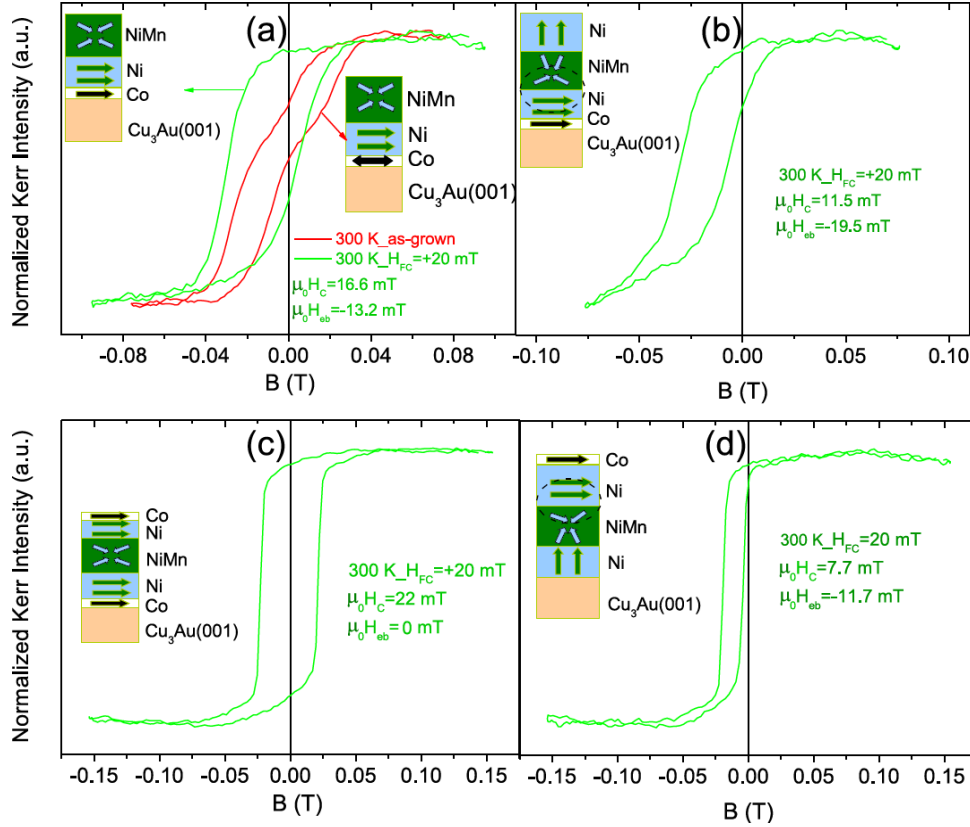 Normalized Kerr Intensity (a.u.)
(a)
NiMn
Ni
Co
Cu3Au(001)
NiMn
Ni
Co
Cu3Au(001)
300 K_as-grown
300 K_HFC=+20 mT
μ0HC=16.6 mT
μ0Heb=-13.2 mT
-0.08 -0.04 0.00 0.04 0.08
B (T)
(b)
Ni
NiMn
Ni
Co
Cu3Au(001)
300 K_HFC=+20 mT
μ0HC=11.5 mT
μ0Heb=-19.5 mT
-0.10 -0.05 0.00 0.05 0.10
B (T)
Normalized Kerr Intensity (a.u.)
(c)
Co
Ni
NiMn
Ni
Co
Cu3Au(001)
300 K_HFC=+20 mT
μ0HC=22 mT
μ0Heb=0 mT
-0.15 -0.10 -0.05 0.00 0.05 0.10 0.15
B (T)
(d)
Co
Ni
NiMn
Ni
Cu3Au(001)
300 K_HFC=20 mT
μ0HC=7.7 mT
μ0Heb=-11.7 mT
-0.15 -0.10 -0.05 0.00 0.05 0.10 0.15
B (T)